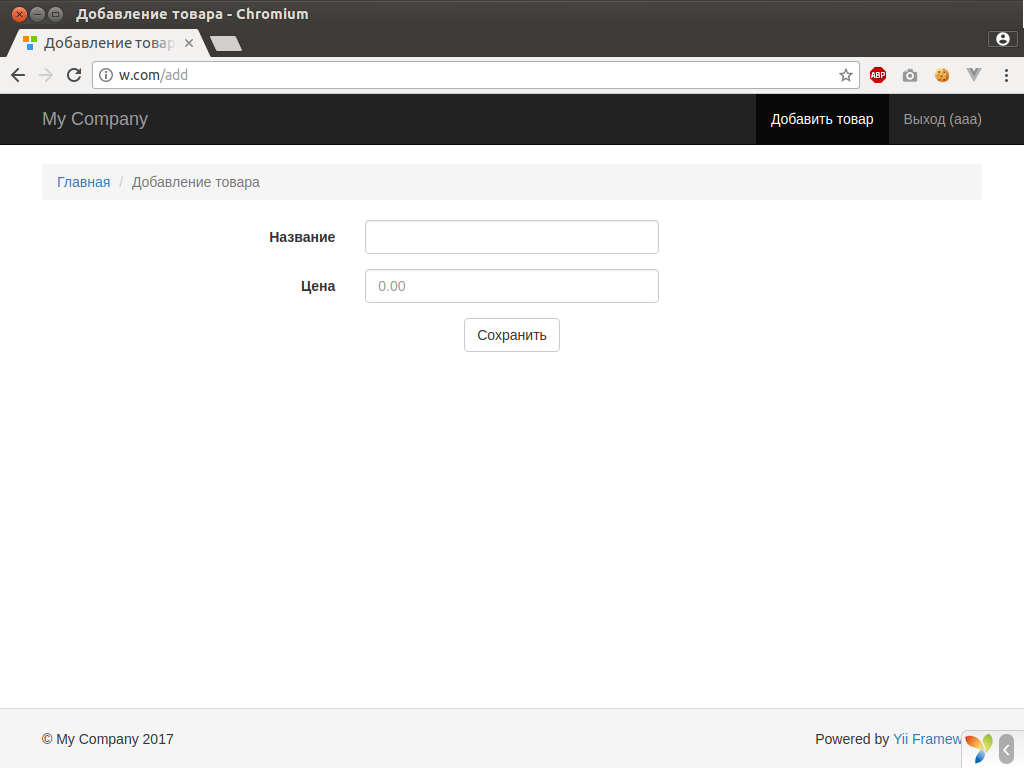 Добавление товара - Chromium
Добавление товар
w.com/add
ABP
My Company
Добавить товар
Выход (aaa)
Главная / Добавление товара
Название
Цена
0.00
Сохранить
© My Company 2017
Powered by Yii Framew